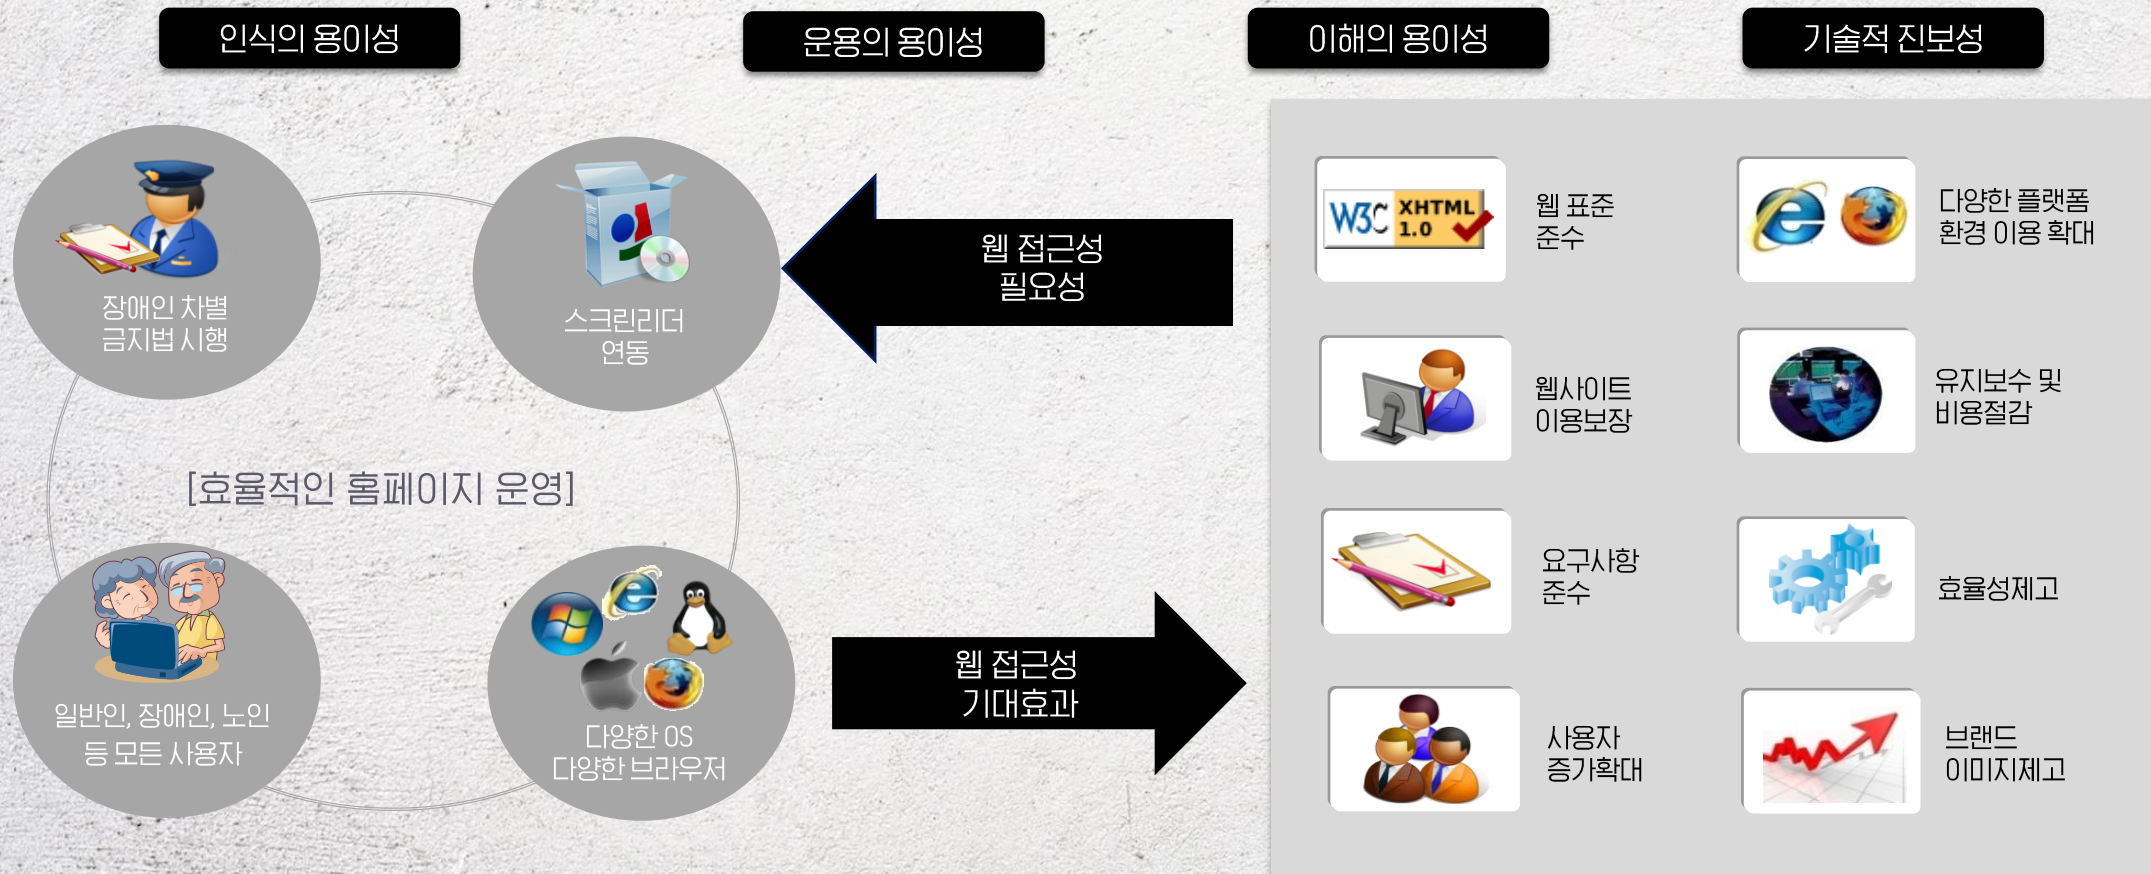 인식의 용이성
운용의 용이성
이해의 용이성
기술적 진보성
장애인 차별
금지법 시행
스크린리더
연동
[효율적인 홈페이지 운영]
일반인, 장애인, 노인
등 모든 사용자
다양한 OS
다양한 브라우저
웹 접근성
필요성
웹 접근성
기대효과
W3C XHTML
1.0
웹 표준
준수
다양한 플랫폼
환경 이용 확대
웹사이트
이용보장
유지보수 및
비용절감
요구사항
준수
효율성제고
사용자
증가확대
브랜드
이미지제고